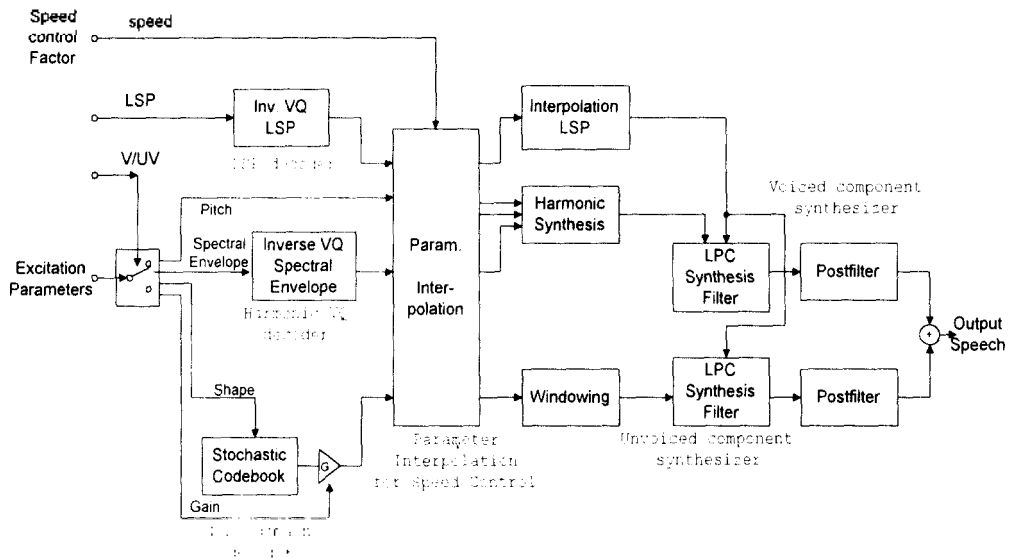 Speed
control
Factor
speed
LSP
Inv. VQ
LSP
V/UV
Pitch
Spectral
Envelope
Inverse VQ
Spectral
Envelope
Harmonic VQ
decoder
Excitation
Parameters
Shape
Stochastic
Codebook
G
Gain
Param.
Inter-
polation
Parameter
Interpolation
for Speed Control
Interpolation
LSP
Harmonic
Synthesis
Windowing
Voiced component
synthesizer
LPC
Synthesis
Filter
Postfilter
LPC
Synthesis
Filter
Postfilter
Unvoiced component
synthesizer
+
Output
Speech